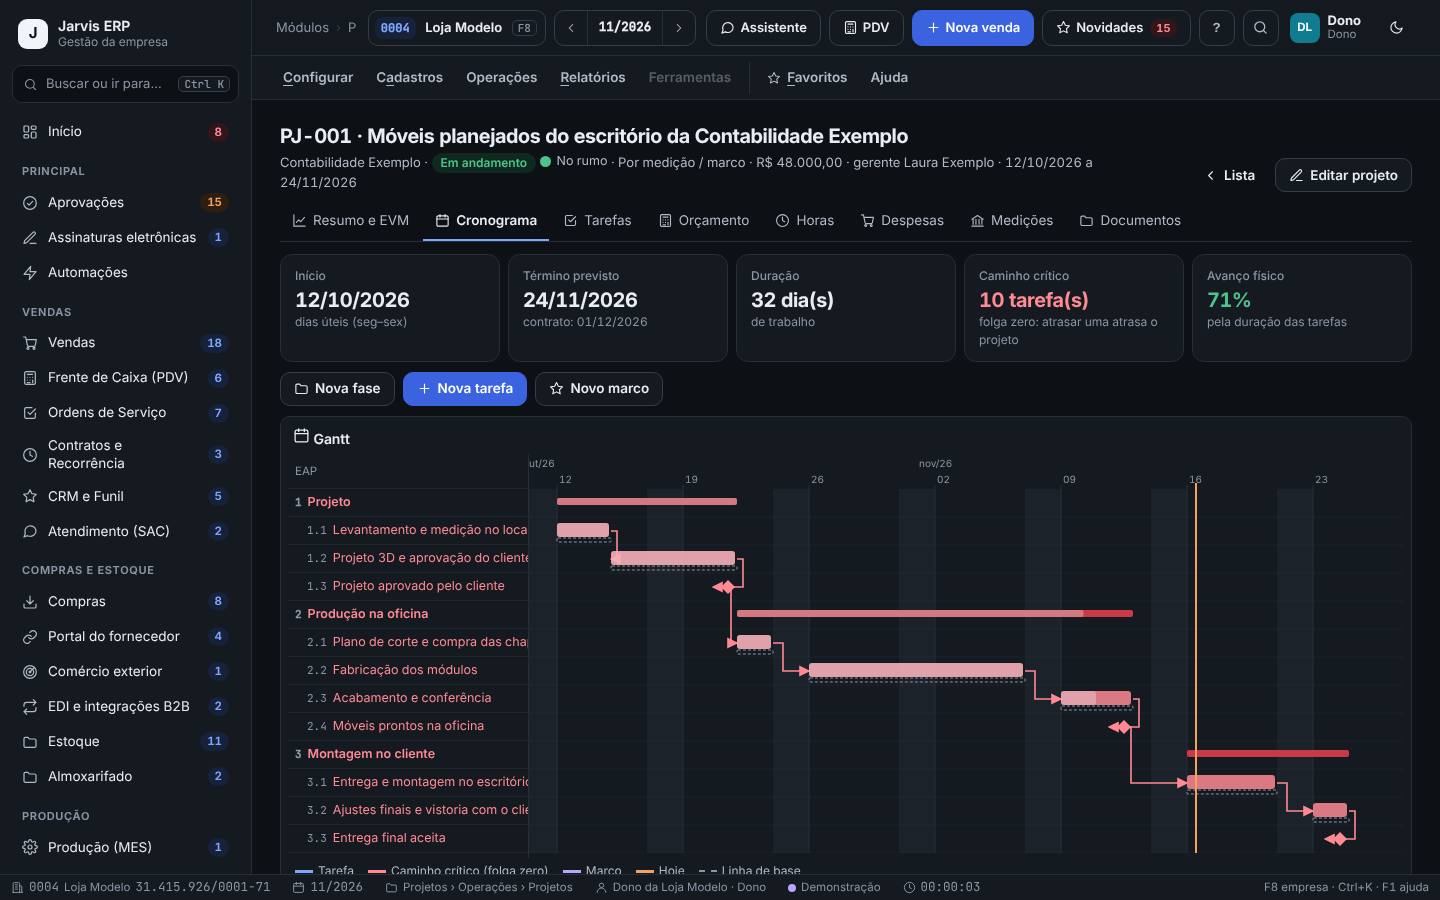 Jarvis ERP
Gestão da empresa
Buscar ou ir para... Ctrl K
Início 8
PRINCIPAL
Aprovações 15
Assinaturas eletrônicas 1
Automações
VENDAS
Vendas 18
Frente de Caixa (PDV) 6
Ordens de Serviço 7
Contratos e Recorrência 3
CRM e Funil 5
Atendimento (SAC) 2
COMPRAS E ESTOQUE
Compras 8
Portal do fornecedor 4
Comércio exterior 1
EDI e integrações B2B 2
Estoque 11
Almoxarifado 2
PRODUÇÃO
Produção (MES) 1
Módulos › P
0004 Loja Modelo F8
‹ 11/2026 ›
Assistente
PDV
+ Nova venda
Novidades 15
?
DL Dono
Dono
Configurar Cadastros Operações Relatórios Ferramentas Favoritos Ajuda
PJ-001 · Móveis planejados do escritório da Contabilidade Exemplo
Contabilidade Exemplo · Em andamento No rumo · Por medição / marco · R$ 48.000,00 · gerente Laura Exemplo · 12/10/2026 a
24/11/2026
‹ Lista Editar projeto
Resumo e EVM Cronograma Tarefas Orçamento Horas Despesas Medições Documentos
Início
12/10/2026
dias úteis (seg–sex)
Término previsto
24/11/2026
contrato: 01/12/2026
Duração
32 dia(s)
de trabalho
Caminho crítico
10 tarefa(s)
folga zero: atrasar uma atrasa o
projeto
Avanço físico
71%
pela duração das tarefas
Nova fase + Nova tarefa Novo marco
Gantt
EAP
ut/26 nov/26
12 19 26 02 09 16 23
1 Projeto
1.1 Levantamento e medição no loca
1.2 Projeto 3D e aprovação do cliente
1.3 Projeto aprovado pelo cliente
2 Produção na oficina
2.1 Plano de corte e compra das cha
2.2 Fabricação dos módulos
2.3 Acabamento e conferência
2.4 Móveis prontos na oficina
3 Montagem no cliente
3.1 Entrega e montagem no escritóri
3.2 Ajustes finais e vistoria com o clie
3.3 Entrega final aceita
Tarefa Caminho crítico (folga zero) Marco Hoje Linha de base
0004 Loja Modelo 31.415.926/0001-71 11/2026 Projetos › Operações › Projetos Dono da Loja Modelo · Dono Demonstração 00:00:03 F8 empresa · Ctrl+K · F1 ajuda